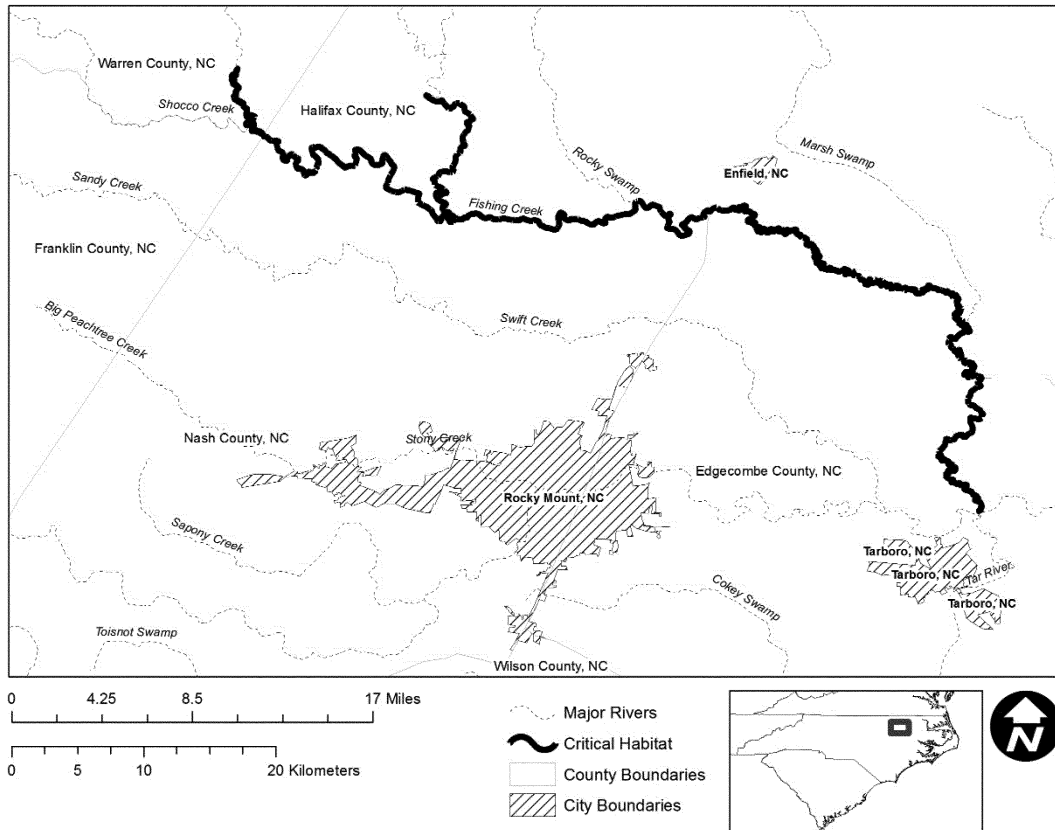 Warren County, NC
Shocco Creek
Halifax County, NC
Marsh Swamp
Rocky Swamp
Enfield, NC
Sandy Creek
Fishing Creek
Franklin County, NC
Big Peachtree Creek
Swift Creek
Nash County, NC
Stony Creek
Edgecombe County, NC
Rocky Mount, NC
Sapony Creek
Tarboro, NC
Tarboro, NC
Tar River
Tarboro, NC
Cokey Swamp
Toisnot Swamp
Wilson County, NC
0 4.25 8.5 17 Miles
0 5 10 20 Kilometers
Major Rivers
Critical Habitat
County Boundaries
City Boundaries
N